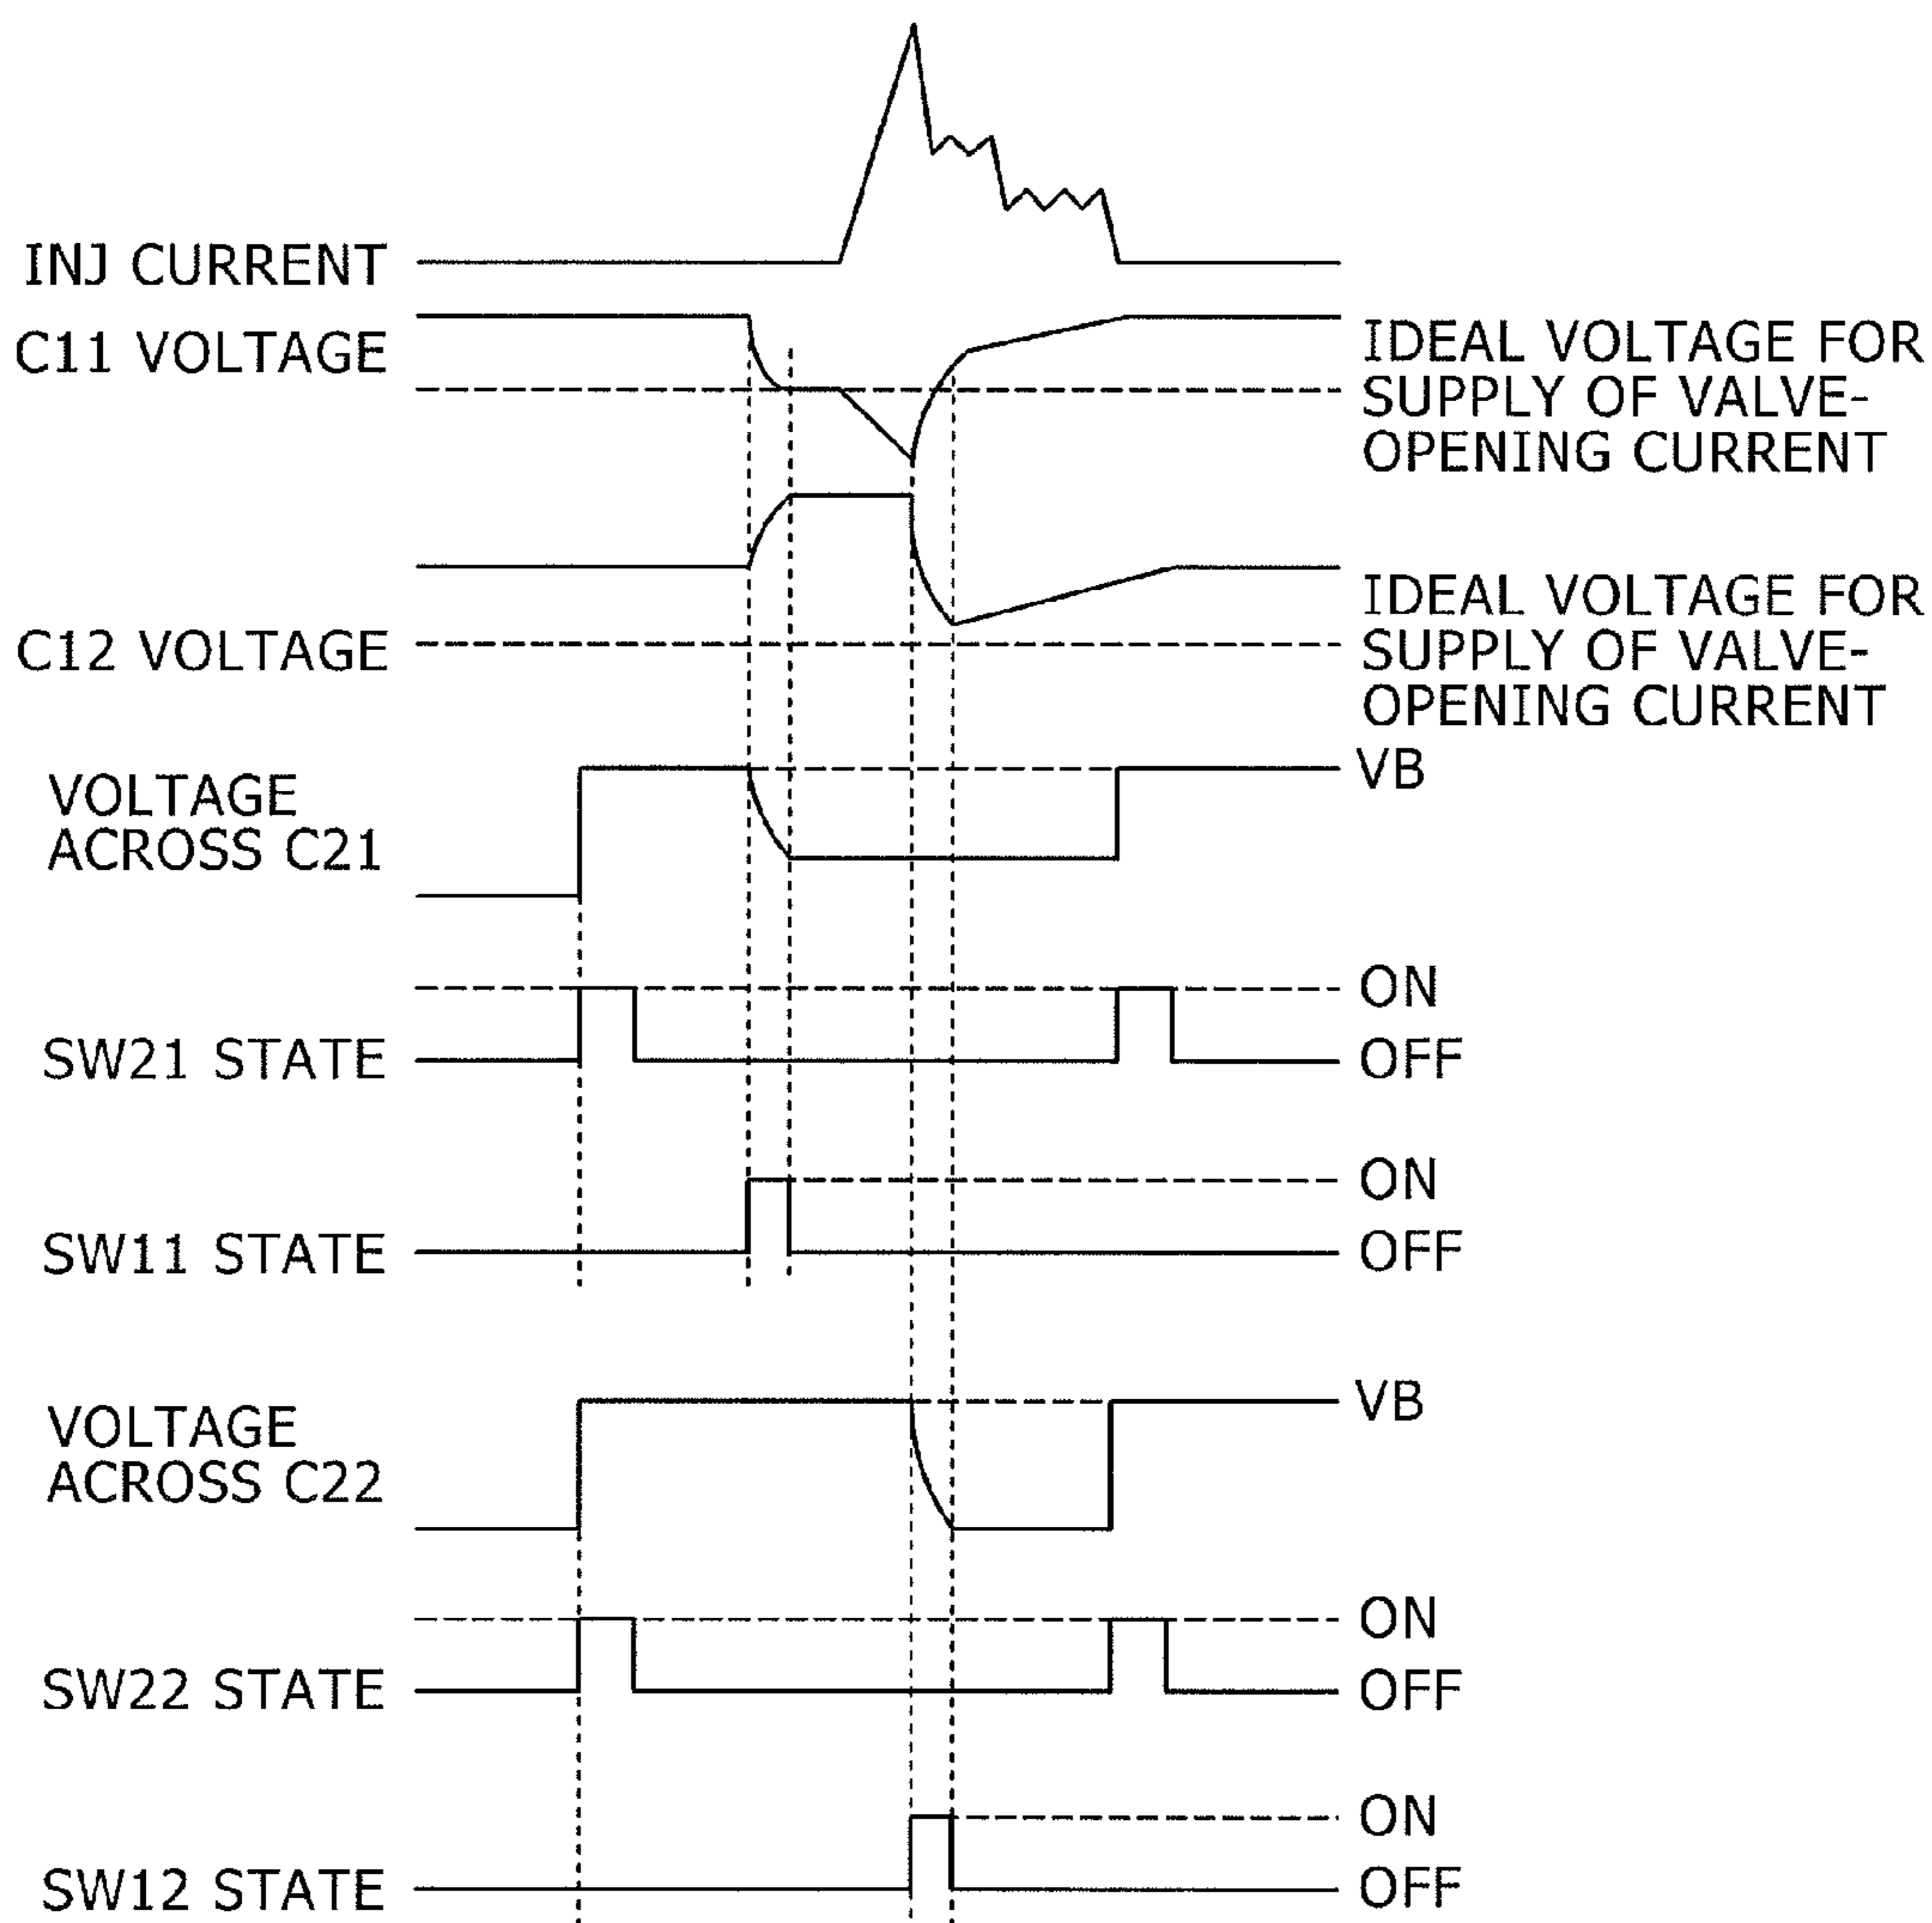 INJ CURRENT
C11 VOLTAGE
IDEAL VOLTAGE FOR
SUPPLY OF VALVE-
OPENING CURRENT
C12 VOLTAGE
IDEAL VOLTAGE FOR
SUPPLY OF VALVE-
OPENING CURRENT
VOLTAGE
ACROSS C21
VB
SW21 STATE
ON
OFF
SW11 STATE
ON
OFF
VOLTAGE
ACROSS C22
VB
SW22 STATE
ON
OFF
SW12 STATE
ON
OFF